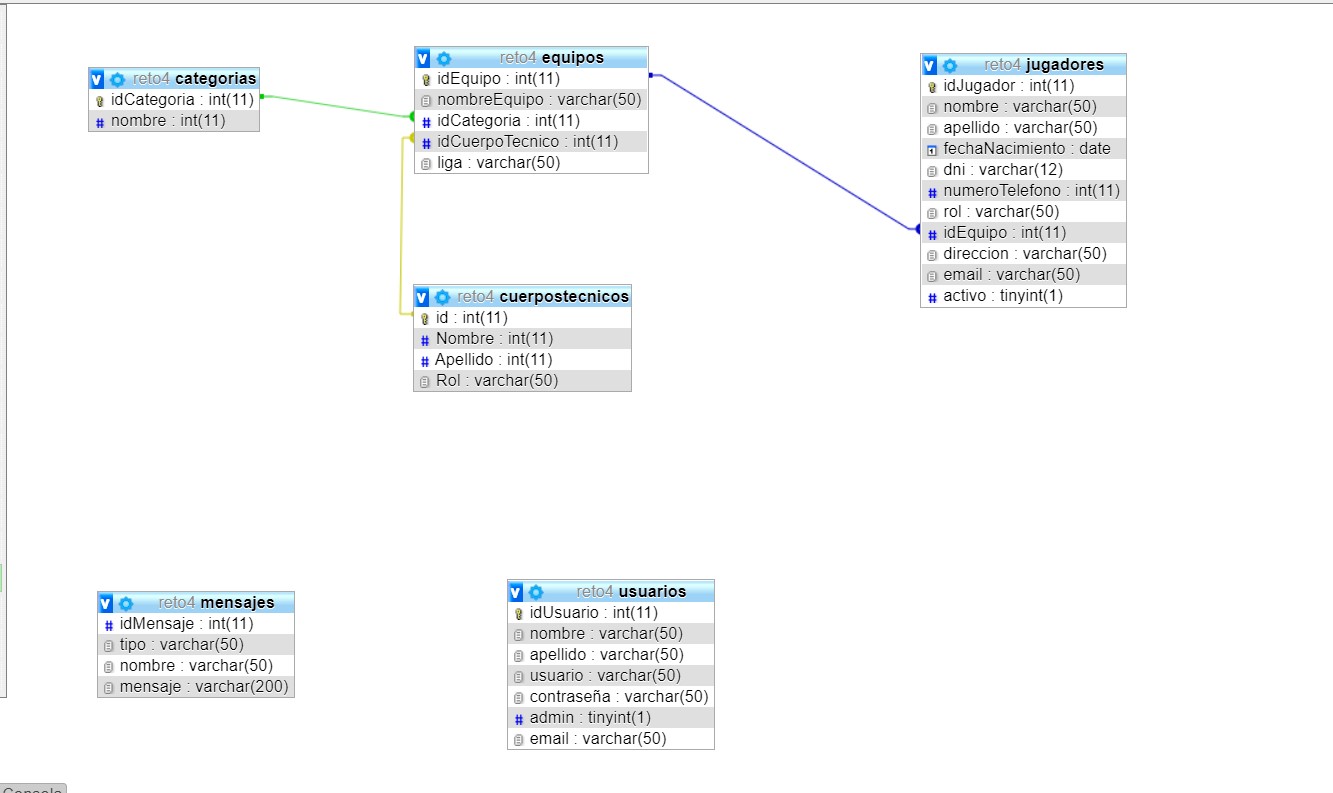 reto4 categorias
idCategoria : int(11)
nombre : int(11)
reto4 equipos
idEquipo : int(11)
nombreEquipo : varchar(50)
idCategoria : int(11)
idCuerpoTecnico : int(11)
liga : varchar(50)
reto4 jugadores
idJugador : int(11)
nombre : varchar(50)
apellido : varchar(50)
fechaNacimiento : date
dni : varchar(12)
numeroTelefono : int(11)
rol : varchar(50)
idEquipo : int(11)
direccion : varchar(50)
email : varchar(50)
activo : tinyint(1)
reto4 cuerpostecnicos
id : int(11)
Nombre : int(11)
Apellido : int(11)
Rol : varchar(50)
reto4 mensajes
idMensaje : int(11)
tipo : varchar(50)
nombre : varchar(50)
mensaje : varchar(200)
reto4 usuarios
idUsuario : int(11)
nombre : varchar(50)
apellido : varchar(50)
usuario : varchar(50)
contraseña : varchar(50)
admin : tinyint(1)
email : varchar(50)
Consola